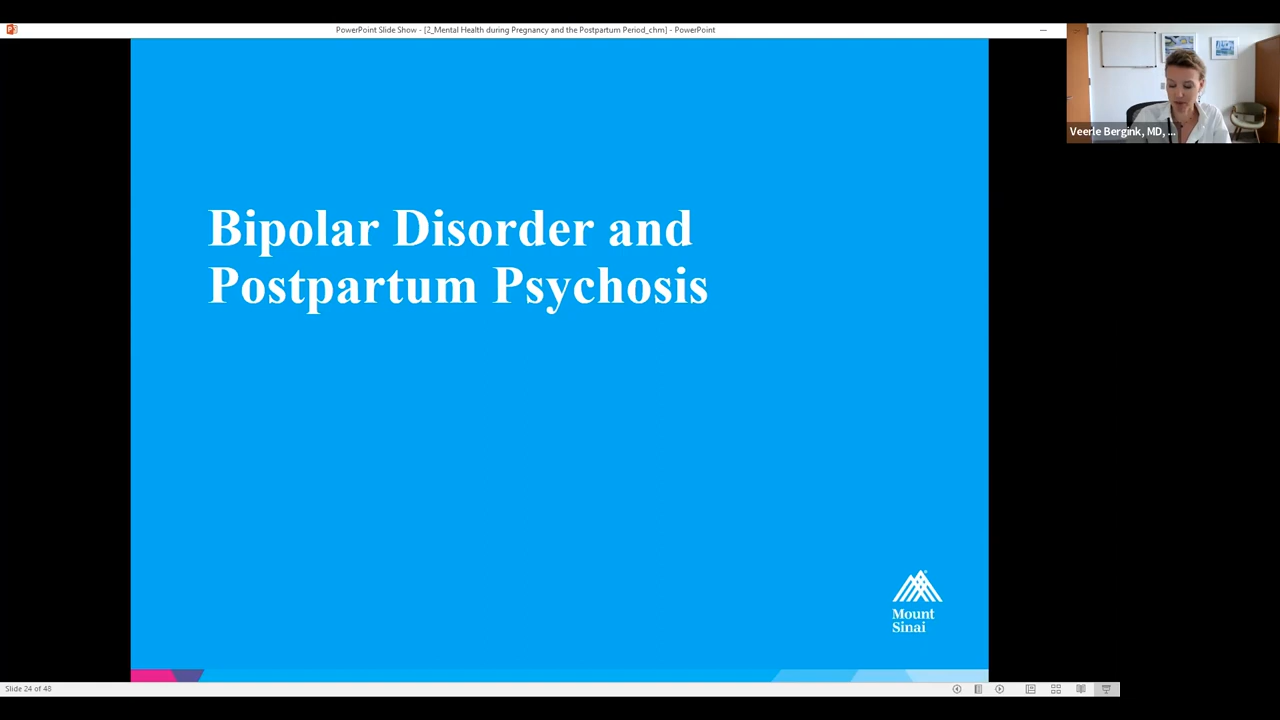 PowerPoint Slide Show - [2_Mental Health during Pregnancy and the Postpartum Period_chm] - PowerPoint
Veerle Bergink, MD, ...
Bipolar Disorder and
Postpartum Psychosis
Mount
Sinai
Slide 24 of 48